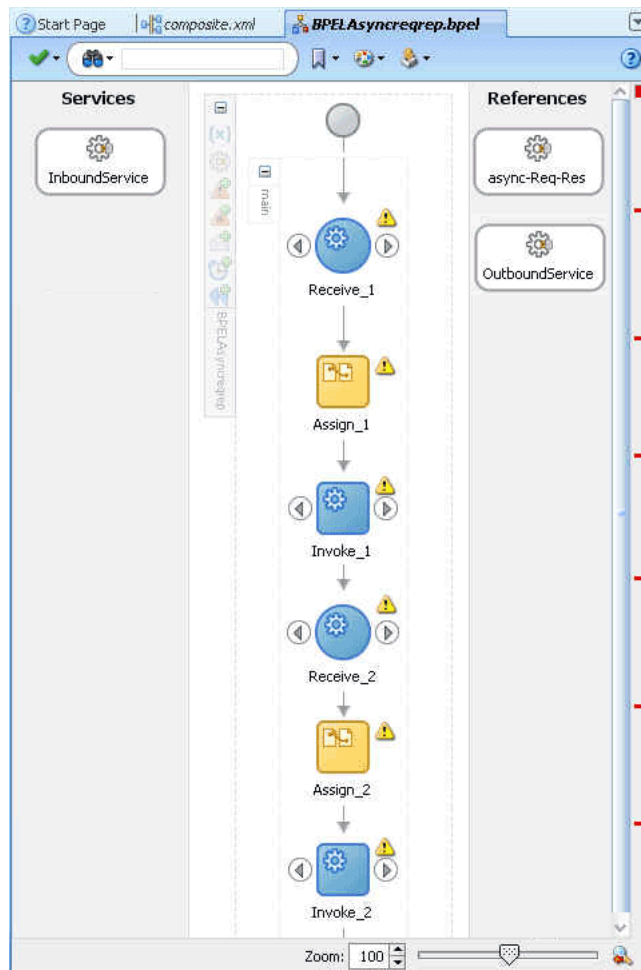 Start Page
composite.xml
BPELAsyncreqrep.bpel
Services
References
InboundService
async-Req-Res
OutboundService
main
BPELAsyncreqrep
Receive_1
Assign_1
Invoke_1
Receive_2
Assign_2
Invoke_2
Zoom: 100